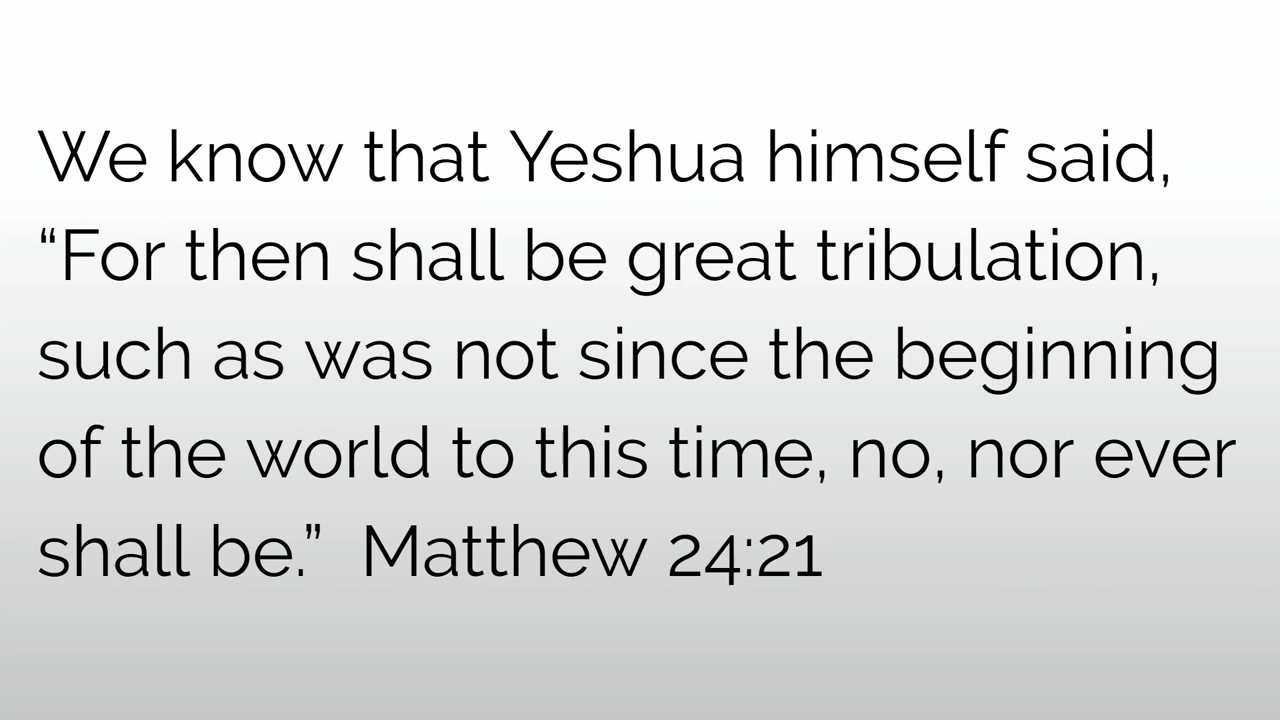 We know that Yeshua himself said,
“For then shall be great tribulation,
such as was not since the beginning
of the world to this time, no, nor ever
shall be.”  Matthew 24:21